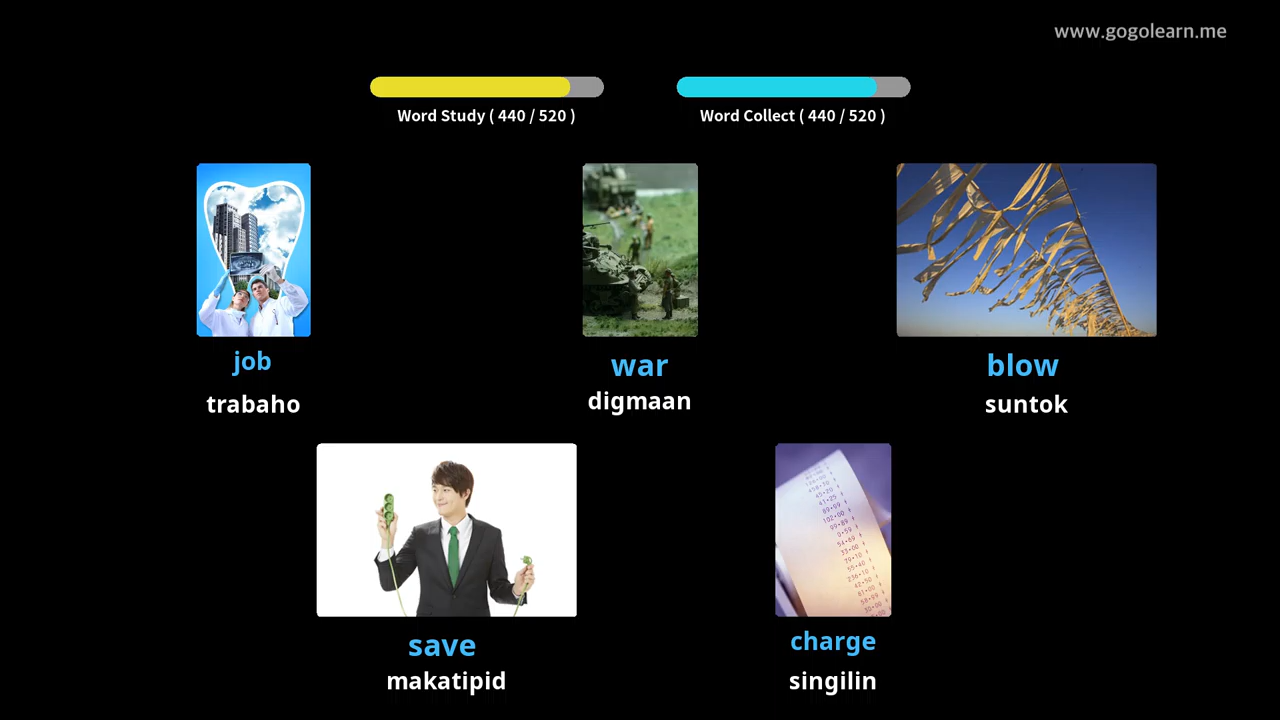 www.gogolearn.me
Word Study ( 440 / 520 )
Word Collect ( 440 / 520 )
job
trabaho
war
digmaan
blow
suntok
save
makatipid
charge
singilin